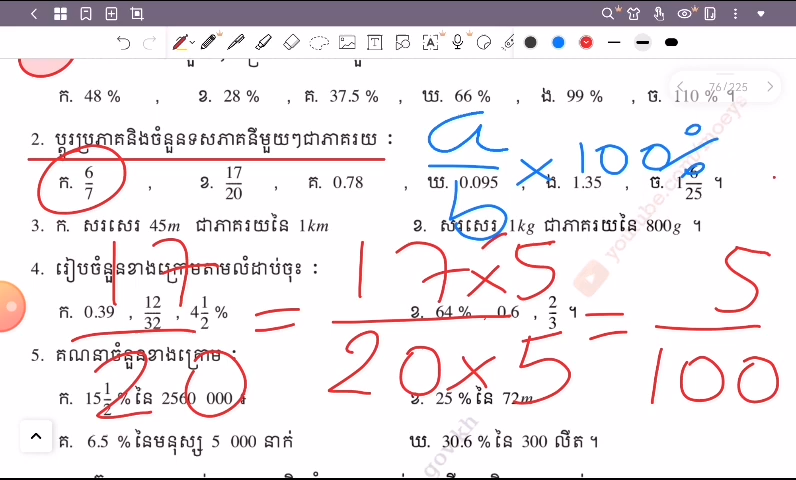 ក. 48 % , ខ. 28 % , គ. 37.5 % , ឃ. 66 % , ង. 99 % , ច. 110 % ។
76/225
2. ប្តូរប្រភាគនិងចំនួនទសភាគនីមួយៗជាភាគរយ :
a/b × 100 %
ក. 6/7 , ខ. 17/20 , គ. 0.78 , ឃ. 0.095 , ង. 1.35 , ច. 1 6/25 ។
3. ក. សរសេរ 45m ជាភាគរយនៃ 1km ខ. សរសេរ 1kg ជាភាគរយនៃ 800g ។
4. រៀបចំនួនខាងក្រោមតាមលំដាប់ចុះ :
17/20 = 17×5/20×5 = 5/100
ក. 0.39 , 12/32 , 4 1/2 % ខ. 64 % , 0.6 , 2/3 ។
5. គណនាចំនួនខាងក្រោម :
ក. 15 1/2 % នៃ 2560 000 ៛ ខ. 25 % នៃ 72m
គ. 6.5 % នៃមនុស្ស 5 000 នាក់ ឃ. 30.6 % នៃ 300 លីត ។